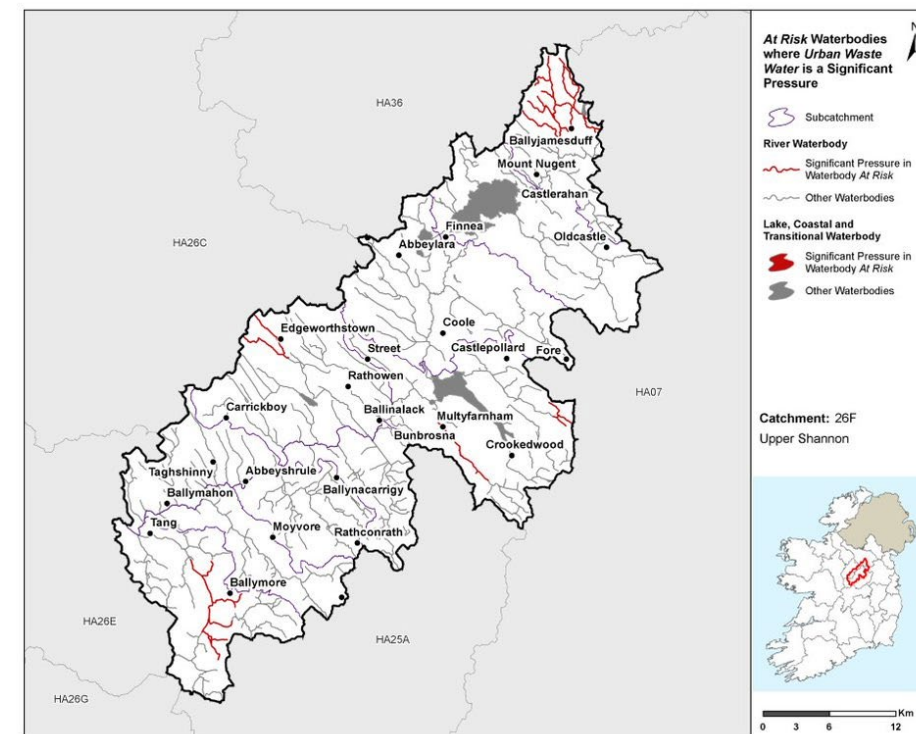 HA36
Ballyjamesduff
Mount Nugent
Castlerahan
Finnea
Oldcastle
HA26C
Abbeylara
Edgeworthstown
Coole
Street
Castlepollard
Fore
Rathowen
HA07
Carrickboy
Ballinalack
Multyfarnham
Bunbrosna
Crookedwood
Taghshinny
Abbeyshrule
Ballynacarrigy
Ballymahon
Tang
Moyvore
Rathconrath
Ballymore
HA26E
HA25A
HA26G
At Risk Waterbodies
where Urban Waste
Water is a Significant
Pressure
N
Subcatchment
River Waterbody
Significant Pressure in
Waterbody At Risk
Other Waterbodies
Lake, Coastal and
Transitional Waterbody
Significant Pressure in
Waterbody At Risk
Other Waterbodies
Catchment: 26F
Upper Shannon
Km
0 3 6 12